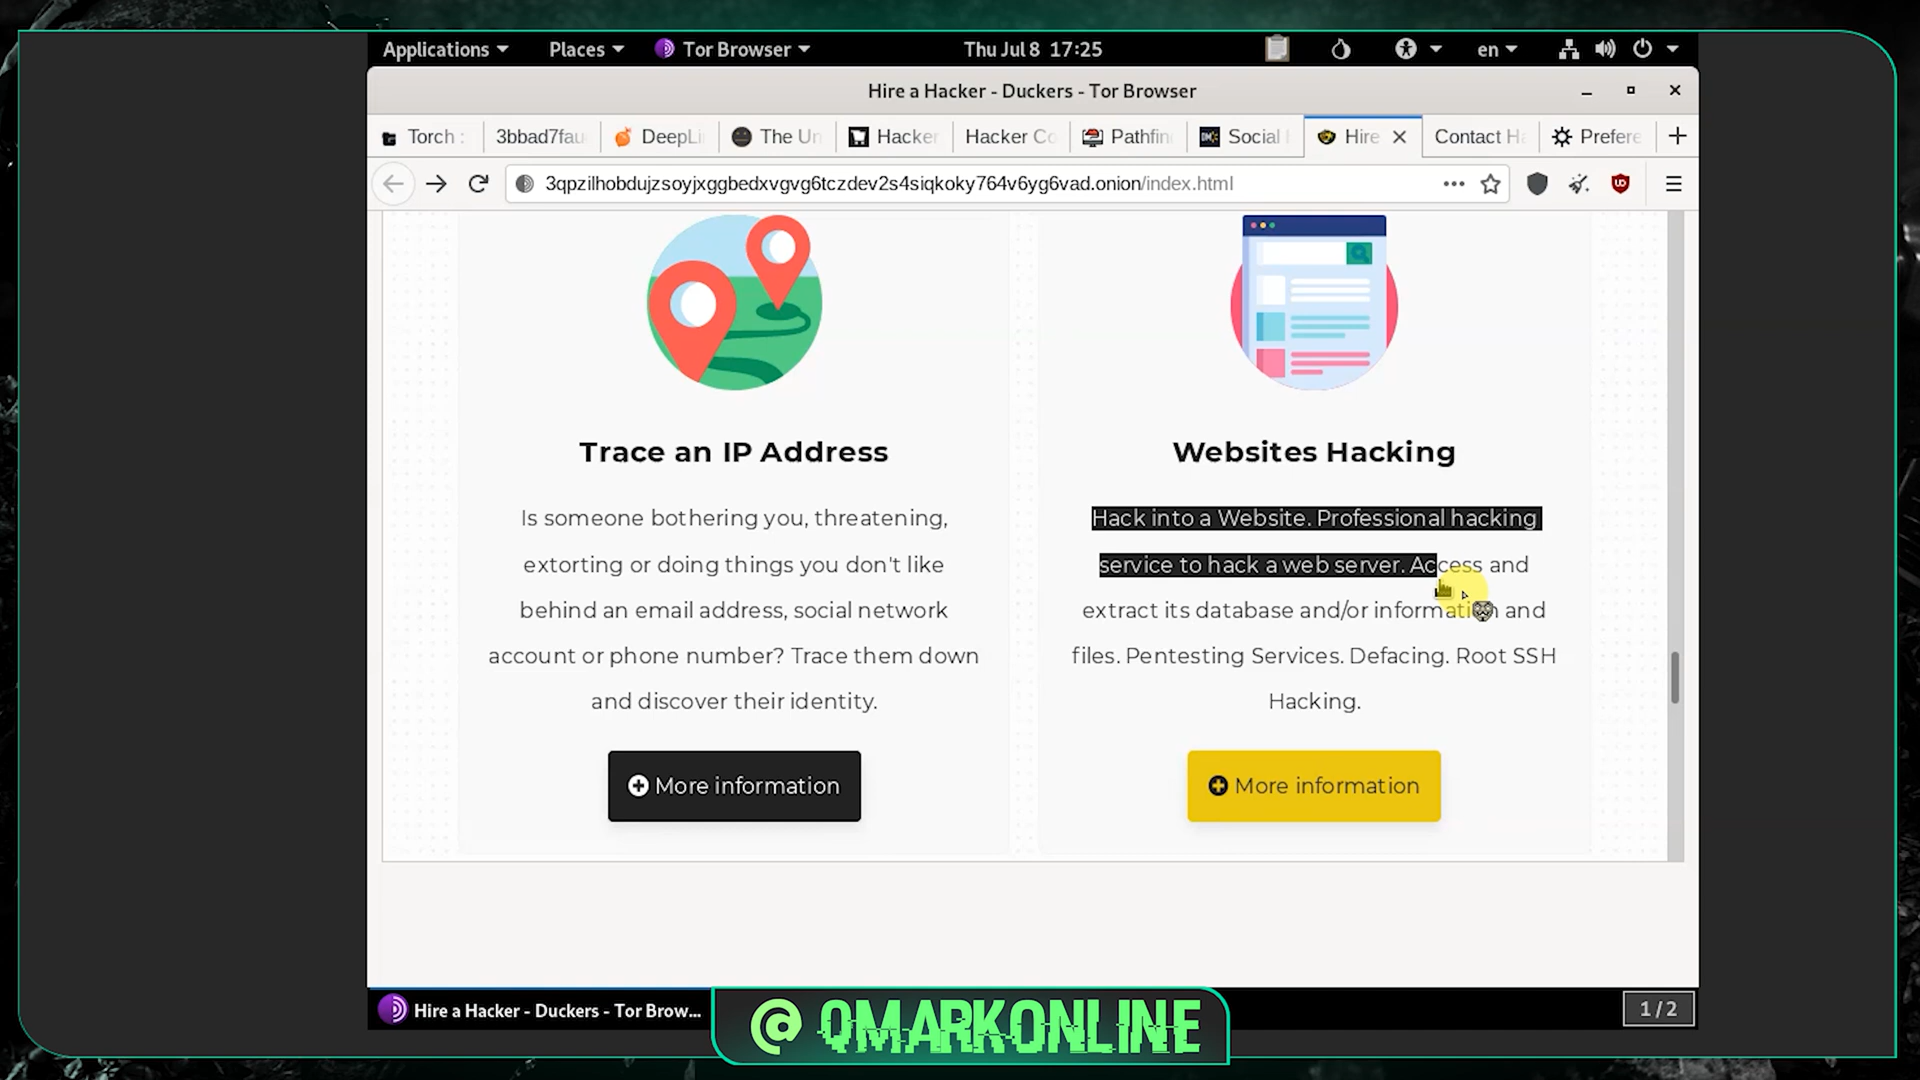 Applications Places Tor Browser Thu Jul 8 17:25 en
Hire a Hacker - Duckers - Tor Browser
Torch : 3bbad7fau DeepLi The Un Hacker Hacker Co Pathfin Social Hire Contact Ha Prefere
3qpzilhobdujzsoyjxggbedxvgvg6tczdev2s4siqkoky764v6yg6vad.onion/index.html
Trace an IP Address
Is someone bothering you, threatening,
extorting or doing things you don't like
behind an email address, social network
account or phone number? Trace them down
and discover their identity.
More information
Websites Hacking
Hack into a Website. Professional hacking
service to hack a web server. Access and
extract its database and/or information and
files. Pentesting Services. Defacing. Root SSH
Hacking.
More information
Hire a Hacker - Duckers - Tor Brow...
1 / 2
@ QMARKONLINE